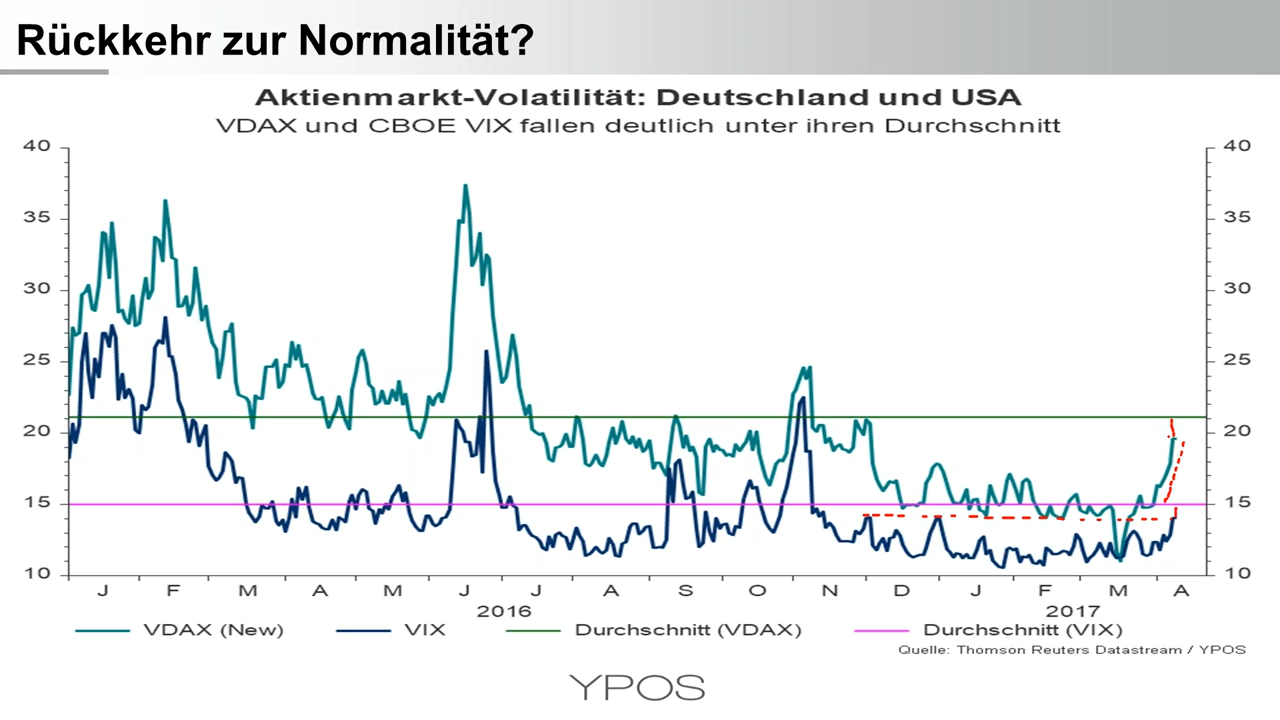 Rückkehr zur Normalität?
Aktienmarkt-Volatilität: Deutschland und USA
VDAX und CBOE VIX fallen deutlich unter ihren Durchschnitt
40 40
35 35
30 30
25 25
20 20
15 15
10 10
J F M A M J J A S O N D J F M A
2016 2017
VDAX (New) VIX Durchschnitt (VDAX) Durchschnitt (VIX)
Quelle: Thomson Reuters Datastream / YPOS
YPOS